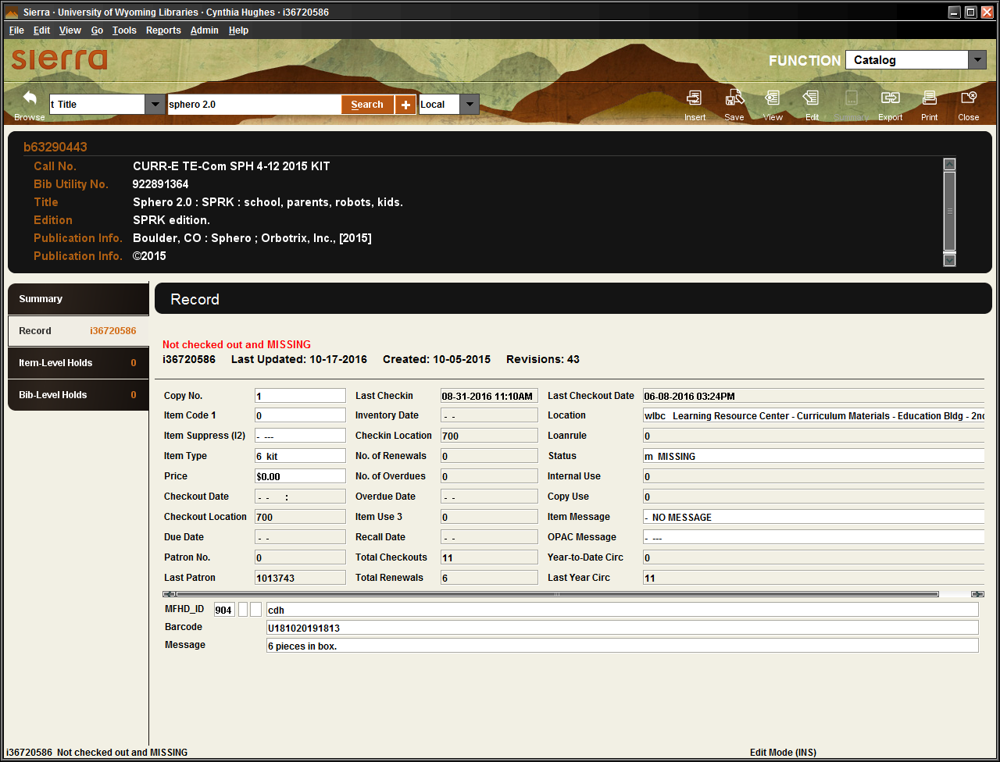 Sierra · University of Wyoming Libraries · Cynthia Hughes · i36720586
File Edit View Go Tools Reports Admin Help
sierra
FUNCTION Catalog
t Title sphero 2.0 Search + Local
Browse Insert Save View Edit Summary Export Print Close
b63290443
Call No. CURR-E TE-Com SPH 4-12 2015 KIT
Bib Utility No. 922891364
Title Sphero 2.0 : SPRK : school, parents, robots, kids.
Edition SPRK edition.
Publication Info. Boulder, CO : Sphero ; Orbotrix, Inc., [2015]
Publication Info. ©2015
Summary
Record i36720586
Item-Level Holds 0
Bib-Level Holds 0
Record
Not checked out and MISSING
i36720586 Last Updated: 10-17-2016 Created: 10-05-2015 Revisions: 43
Copy No. 1 Last Checkin 08-31-2016 11:10AM Last Checkout Date 06-08-2016 03:24PM
Item Code 1 0 Inventory Date - - Location wlbc Learning Resource Center - Curriculum Materials - Education Bldg - 2nd
Item Suppress (I2) - --- Checkin Location 700 Loanrule 0
Item Type 6 kit No. of Renewals 0 Status m MISSING
Price $0.00 No. of Overdues 0 Internal Use 0
Checkout Date - - : Overdue Date - - Copy Use 0
Checkout Location 700 Item Use 3 0 Item Message - NO MESSAGE
Due Date - - Recall Date - - OPAC Message - ---
Patron No. 0 Total Checkouts 11 Year-to-Date Circ 0
Last Patron 1013743 Total Renewals 6 Last Year Circ 11
MFHD_ID 904 cdh
Barcode U181020191813
Message 6 pieces in box.
i36720586 Not checked out and MISSING Edit Mode (INS)